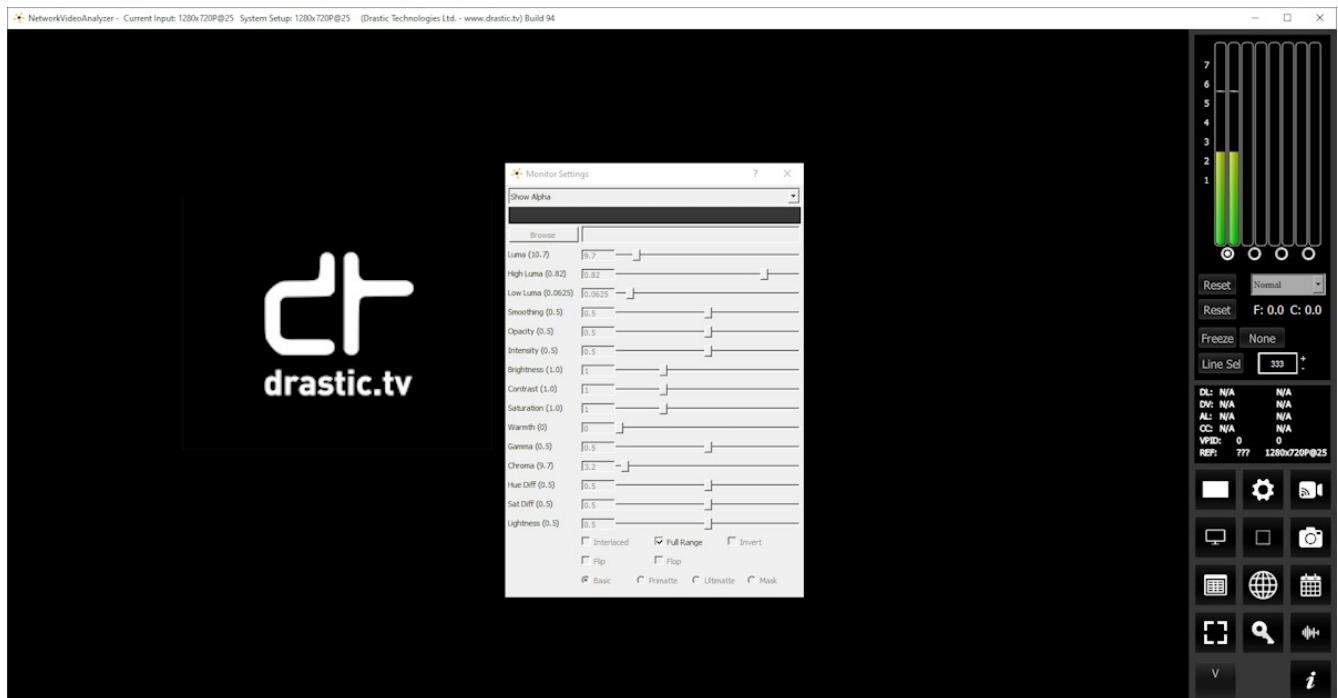 NetworkVideoAnalyzer - Current Input: 1280x720P@25 System Setup: 1280x720P@25 (Drastic Technologies Ltd. - www.drastic.tv) Build 94
drastic.tv
Monitor Settings ?
Show Alpha
Browse
Luma (10.7) 9.7
High Luma (0.82) 0.82
Low Luma (0.0625) 0.0625
Smoothing (0.5) 0.5
Opacity (0.5) 0.5
Intensity (0.5) 0.5
Brightness (1.0) 1
Contrast (1.0) 1
Saturation (1.0) 1
Warmth (0) 0
Gamma (0.5) 0.5
Chroma (9.7) 3.2
Hue Diff (0.5) 0.5
Sat Diff (0.5) 0.5
Lightness (0.5) 0.5
Interlaced Full Range Invert
Flip Flop
Basic Primatte Ultimatte Mask
7
6
5
4
3
2
1
Reset Normal
Reset F: 0.0 C: 0.0
Freeze None
Line Sel 333 + -
DL: N/A N/A
DV: N/A N/A
AL: N/A N/A
CC: N/A N/A
VPID: 0 0
REF: ??? 1280x720P@25
V i